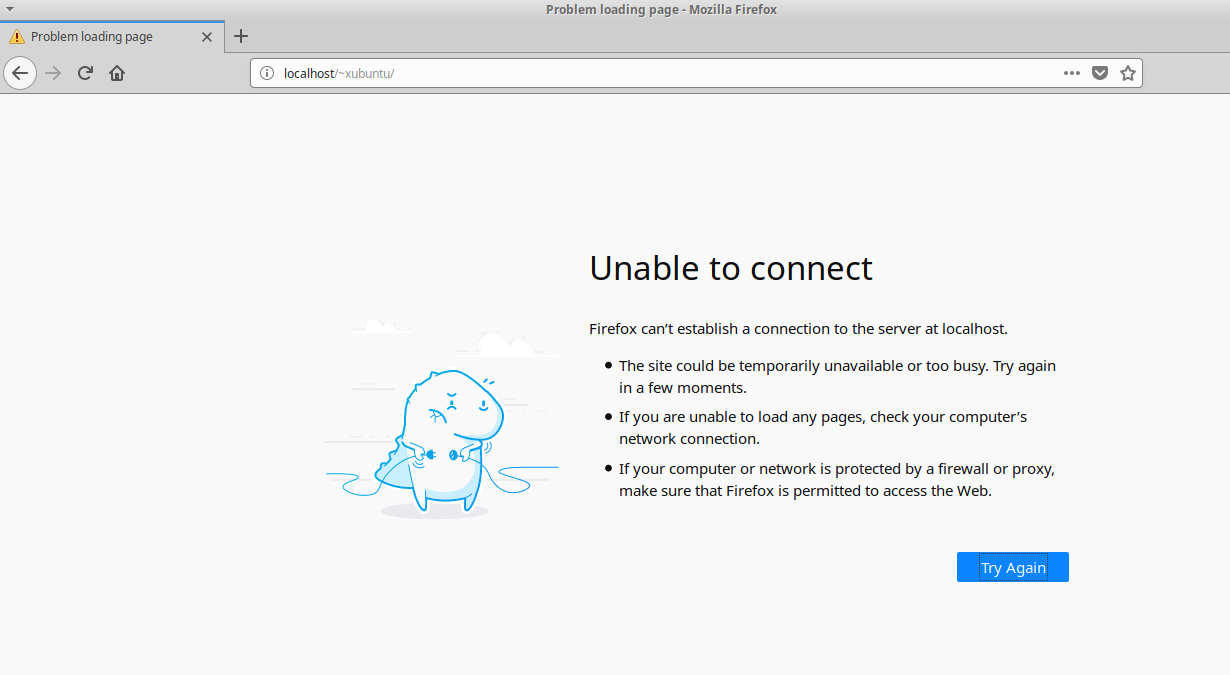 Problem loading page - Mozilla Firefox
Problem loading page
localhost/~xubuntu/
Unable to connect
Firefox can’t establish a connection to the server at localhost.
The site could be temporarily unavailable or too busy. Try again
in a few moments.
If you are unable to load any pages, check your computer’s
network connection.
If your computer or network is protected by a firewall or proxy,
make sure that Firefox is permitted to access the Web.
Try Again